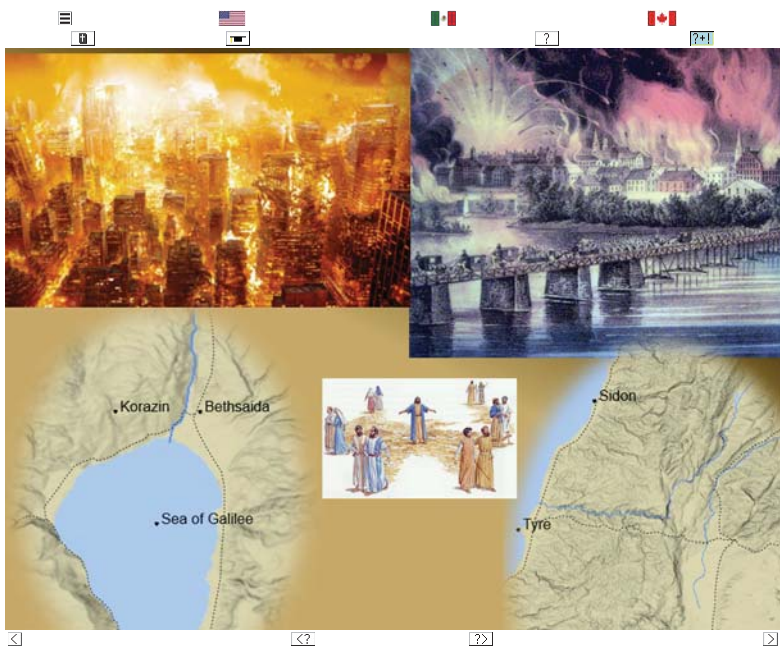 ?
?+!
Korazin
Bethsaida
Sea of Galilee
Sidon
Tyre
<
<?
?>
>